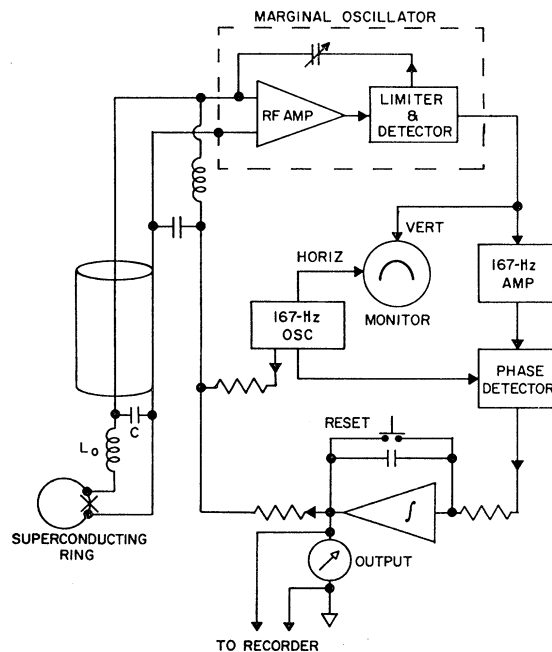 MARGINAL OSCILLATOR
RF AMP
LIMITER
&
DETECTOR
VERT
HORIZ
MONITOR
167-Hz
OSC
167-Hz
AMP
PHASE
DETECTOR
C
L₀
RESET
∫
SUPERCONDUCTING
RING
OUTPUT
TO RECORDER